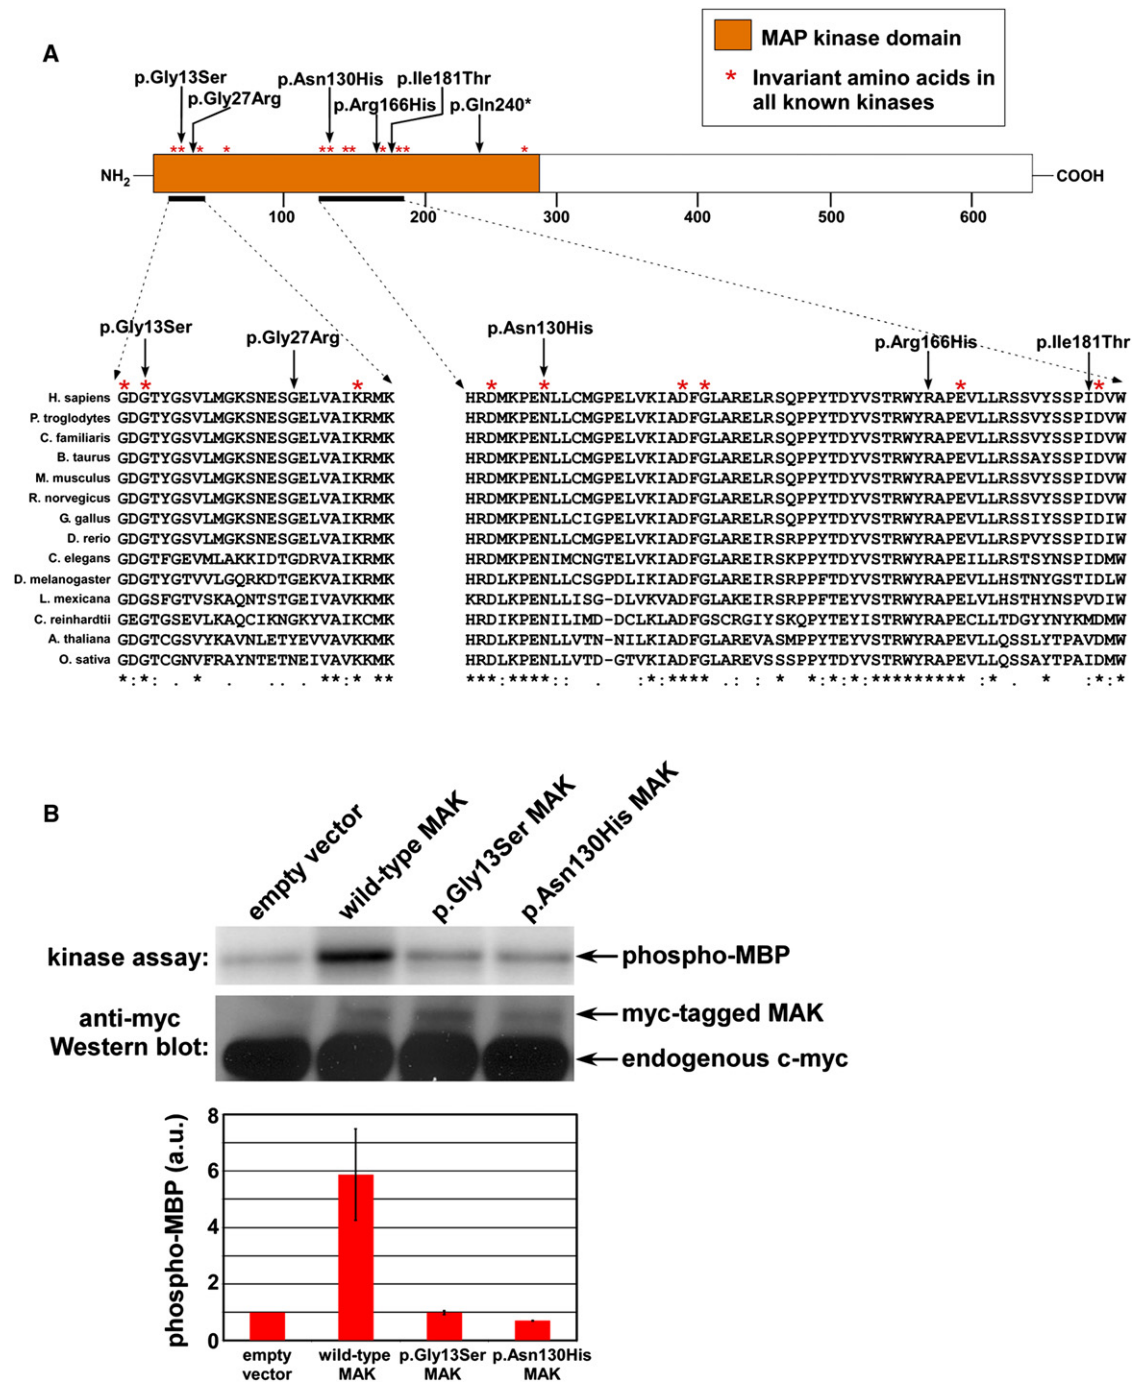 A
MAP kinase domain
* Invariant amino acids in
all known kinases
p.Gly13Ser
p.Gly27Arg
p.Asn130His
p.Arg166His
p.Ile181Thr
p.Gln240*
NH2
COOH
100 200 300 400 500 600
p.Gly13Ser
p.Gly27Arg
p.Asn130His
p.Arg166His
p.Ile181Thr
H. sapiens GDGTYGSVLMGKSNESGELVAIKRMK HRDMKPENLLCMGPELVKIADFGLARELRSQPPYTDYVSTRWYRAPEVLLRSSVYSSPIDVW
P. troglodytes GDGTYGSVLMGKSNESGELVAIKRMK HRDMKPENLLCMGPELVKIADFGLARELRSQPPYTDYVSTRWYRAPEVLLRSSAYSSPIDVW
C. familiaris GDGTYGSVLMGKSNESGELVAIKRMK HRDMKPENLLCMGPELVKIADFGLARELRSQPPYTDYVSTRWYRAPEVLLRSSVYSSPIDVW
B. taurus GDGTYGSVLMGKSNESGELVAIKRMK HRDMKPENLLCMGPELVKIADFGLARELRSQPPYTDYVSTRWYRAPEVLLRSSVYSSPIDVW
M. musculus GDGTYGSVLMGKSNESGELVAIKRMK HRDMKPENLLCMGPELVKIADFGLARELRSQPPYTDYVSTRWYRAPEVLLRSSVYSSPIDVW
R. norvegicus GDGTYGSVLMGKSNESGELVAIKRMK HRDMKPENLLCMGPELVKIADFGLARELRSQPPYTDYVSTRWYRAPEVLLRSSVYSSPIDVW
G. gallus GDGTYGSVLMGKSNESGELVAIKRMK HRDMKPENLLCIGPELVKIADFGLARELRSQPPYTDYVSTRWYRAPEVLLRSSIYSSPIDIW
D. rerio GDGTYGSVLMGKSNESGELVAIKRMK HRDMKPENLLCMGPELVKIADFGLAREIRSRPPYTDYVSTRWYRAPEVLLRSSSYSSPIDIW
C. elegans GDGTFGEVMLAKKIDTGDRVAIKRMK HRDMKPENIMCNGTELVKIADFGLAREIRSKPPYTDYVSTRWYRAPEILLRSTSYNSPIDMW
D. melanogaster GDGTYGTVVLGQRKDTGEKVAIKRMK HRDLKPENLLCSGPDLIKIADFGLAREIRSRPPFTDYVSTRWYRAPEVLLHSTNYGSTIDLW
L. mexicana GDGSFGTVSKAQNTSTGEIVAVKKMK KRDLKPENLLISG-DLVKVADFGLAKEIRSRPPFTEYVSTRWYRAPELVLHSTHYNSPVDIW
C. reinhardtii GEGTGSEVLKAQCIKNGKYVAIKCMK HRDIKPENILIMD-DCLKLADFGSCRGIYSKQPYTEYISTRWYRAPECLLTDGYYNYKMDMW
A. thaliana GDGTCGSVYKAVNLETYEVVAVKKMK HRDLKPENLLVTN-NILKIADFGLAREVASMPPYTEYVSTRWYRAPEVLLQSSLYTPAVDMW
O. sativa GDGTCGNVFRAYNTETNEIVAVKKMK HRDLKPENLLVTD-GTVKIADFGLAREVSSSPPYTDYVSTRWYRAPEVLLQSSAYTPAIDMW
B
empty vector
wild-type MAK
p.Gly13Ser MAK
p.Asn130His MAK
kinase assay:
phospho-MBP
anti-myc
Western blot:
myc-tagged MAK
endogenous c-myc
phospho-MBP (a.u.)
8
6
4
2
0
empty
vector
wild-type
MAK
p.Gly13Ser
MAK
p.Asn130His
MAK